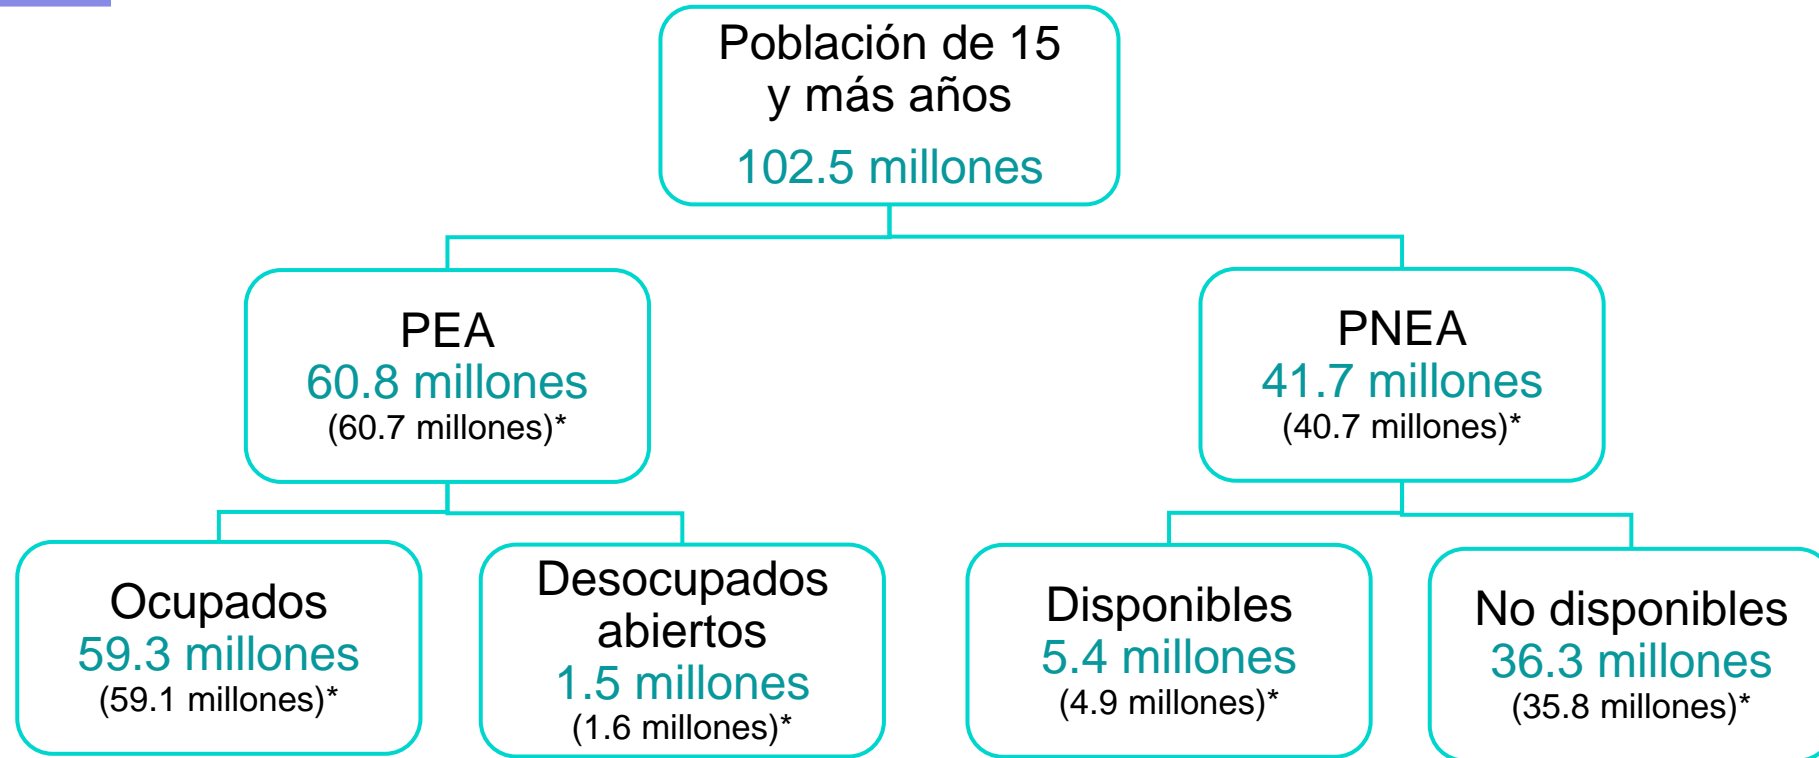 Población de 15
y más años
102.5 millones
PEA
60.8 millones
(60.7 millones)*
PNEA
41.7 millones
(40.7 millones)*
Ocupados
59.3 millones
(59.1 millones)*
Desocupados
abiertos
1.5 millones
(1.6 millones)*
Disponibles
5.4 millones
(4.9 millones)*
No disponibles
36.3 millones
(35.8 millones)*